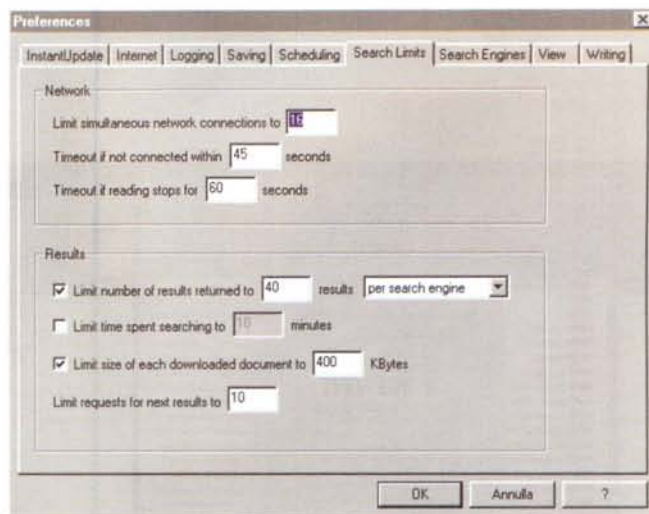 Preferences
InstantUpdate Internet Logging Saving Scheduling Search Limits Search Engines View Writing
Network
Limit simultaneous network connections to 16
Timeout if not connected within 45 seconds
Timeout if reading stops for 60 seconds
Results
Limit number of results returned to 40 results per search engine
Limit time spent searching to 10 minutes
Limit size of each downloaded document to 400 KBytes
Limit requests for next results to 10
OK Annulla ?